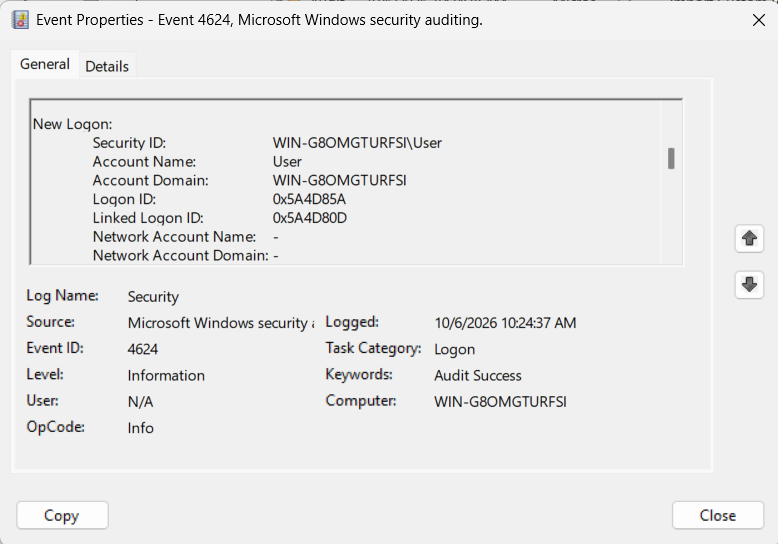 Event Properties - Event 4624, Microsoft Windows security auditing.
General Details
New Logon:
Security ID: WIN-G8OMGTURFSI\User
Account Name: User
Account Domain: WIN-G8OMGTURFSI
Logon ID: 0x5A4D85A
Linked Logon ID: 0x5A4D80D
Network Account Name: -
Network Account Domain: -
Log Name: Security
Source: Microsoft Windows security a Logged: 10/6/2026 10:24:37 AM
Event ID: 4624 Task Category: Logon
Level: Information Keywords: Audit Success
User: N/A Computer: WIN-G8OMGTURFSI
OpCode: Info
Copy Close